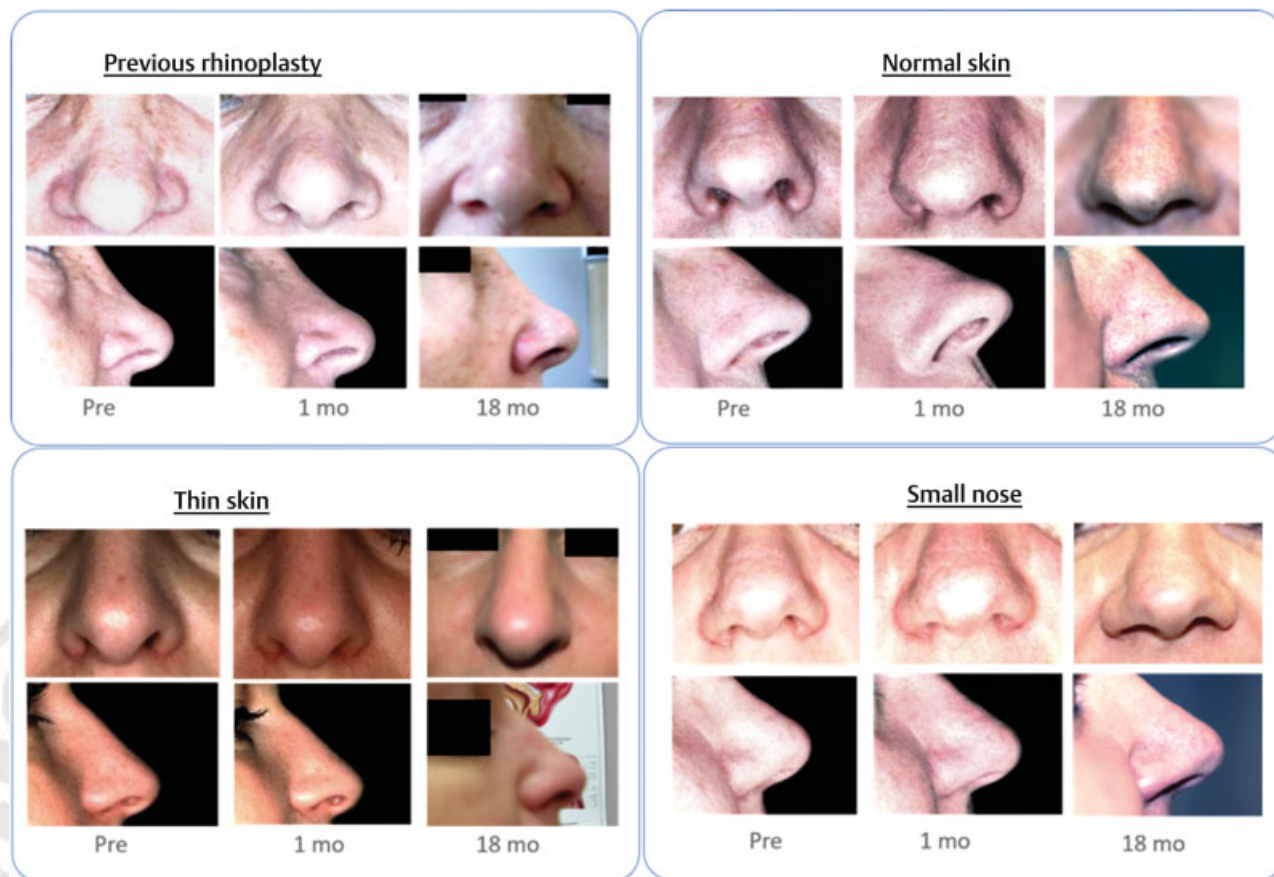 Previous rhinoplasty
Pre 1 mo 18 mo
Normal skin
Pre 1 mo 18 mo
Thin skin
Pre 1 mo 18 mo
Small nose
Pre 1 mo 18 mo